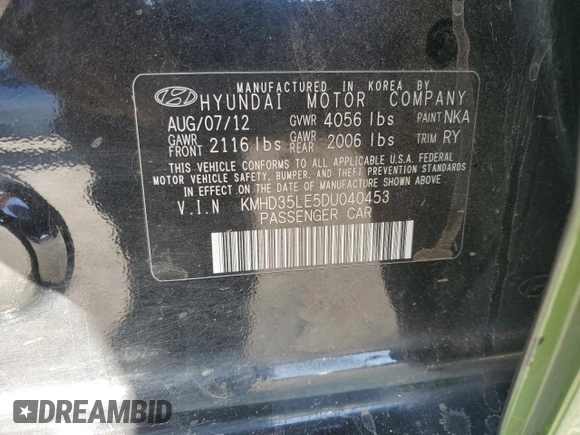 MANUFACTURED IN KOREA BY
HYUNDAI MOTOR COMPANY
AUG/07/12 GVWR 4056 lbs PAINT NKA
GAWR FRONT 2116 lbs GAWR REAR 2006 lbs TRIM RY
THIS VEHICLE CONFORMS TO ALL APPLICABLE U.S.A. FEDERAL
MOTOR VEHICLE SAFETY, BUMPER, AND THEFT PREVENTION STANDARDS
IN EFFECT ON THE DATE OF MANUFACTURE SHOWN ABOVE.
V.I.N KMHD35LE5DU040453
PASSENGER CAR
DREAMBID